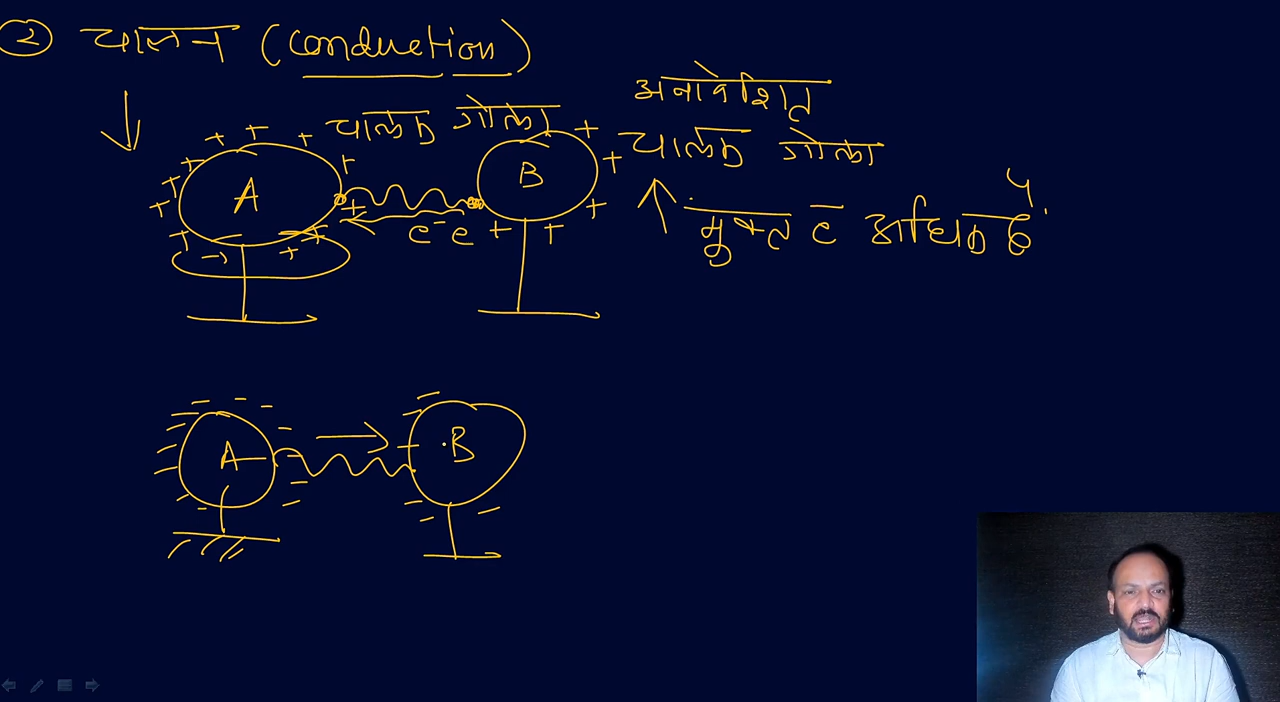 ② चालन (Conduction)
अनावेशित
चालक गोला
चालक गोला
A
B
मुक्त e⁻ अधिक है
e⁻ e
A
B